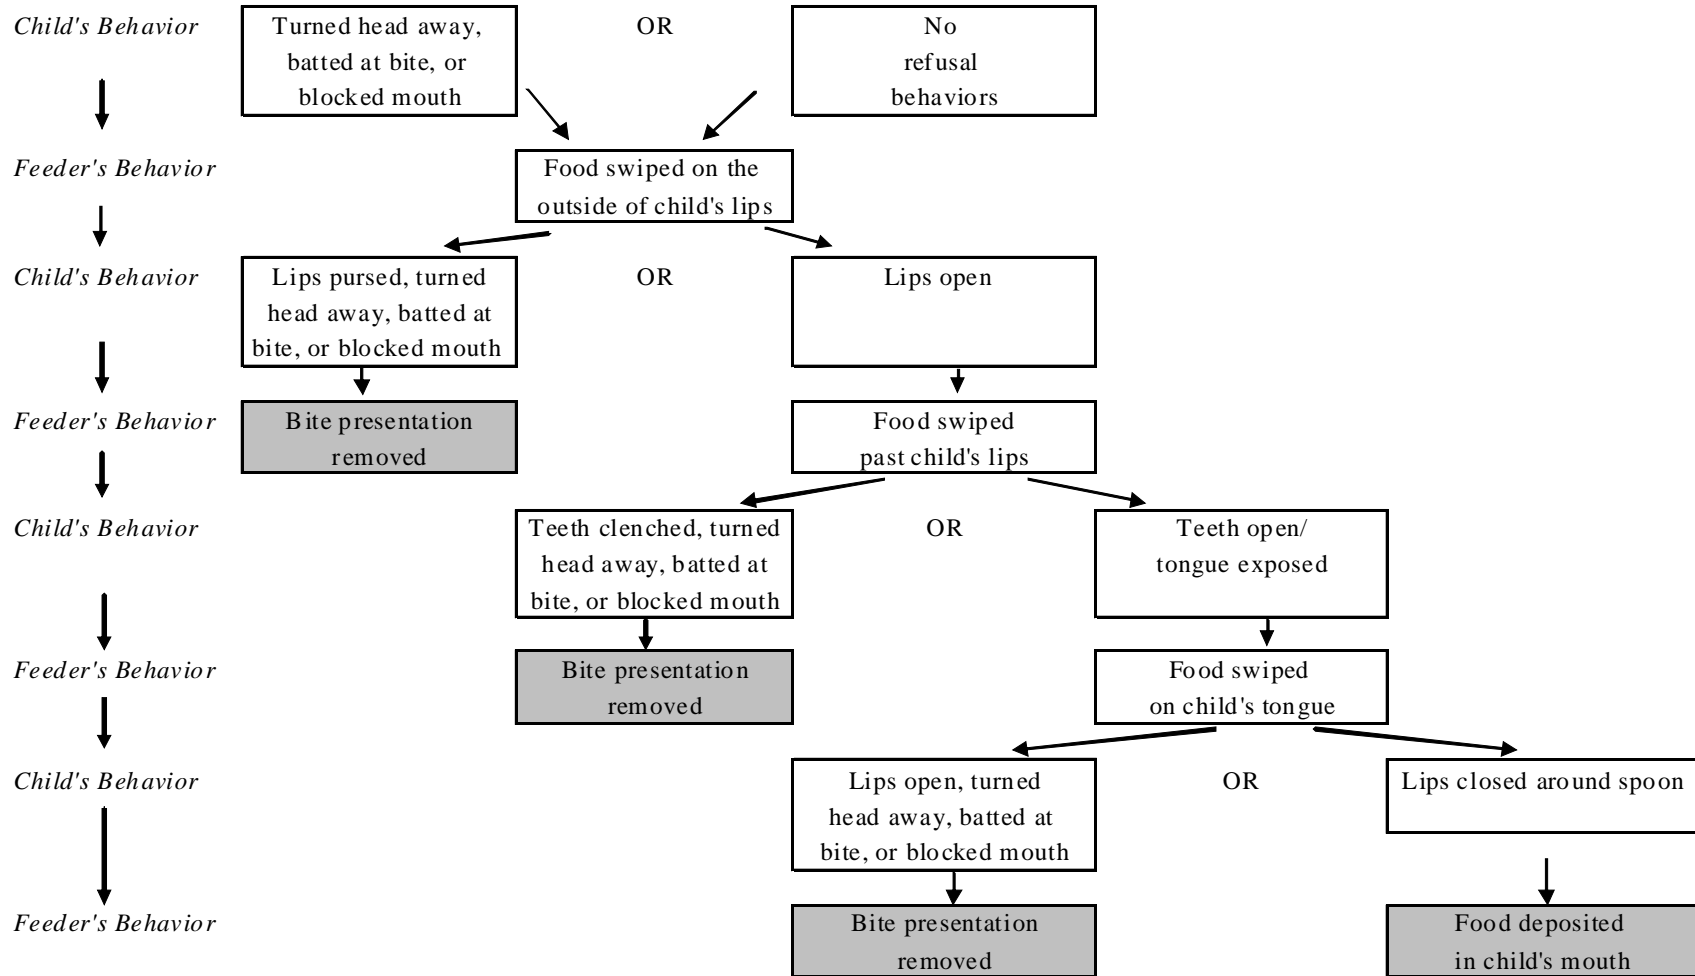 Child's Behavior
Turned head away,
batted at bite, or
blocked mouth
OR
No
refusal
behaviors
Feeder's Behavior
Food swiped on the
outside of child's lips
Child's Behavior
Lips pursed, turned
head away, batted at
bite, or blocked mouth
OR
Lips open
Feeder's Behavior
Bite presentation
removed
Food swiped
past child's lips
Child's Behavior
Teeth clenched, turned
head away, batted at
bite, or blocked mouth
OR
Teeth open/
tongue exposed
Feeder's Behavior
Bite presentation
removed
Food swiped
on child's tongue
Child's Behavior
Lips open, turned
head away, batted at
bite, or blocked mouth
OR
Lips closed around spoon
Feeder's Behavior
Bite presentation
removed
Food deposited
in child's mouth